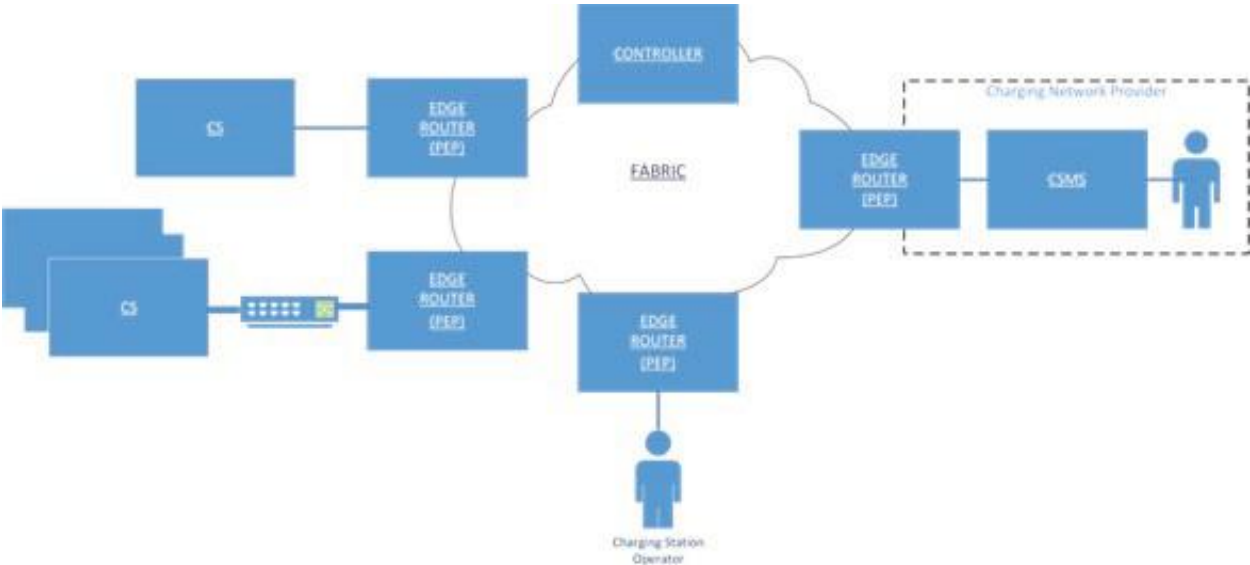 CONTROLLER
Charging Network Provider
CS
EDGE
ROUTER
(PEP)
FABRIC
EDGE
ROUTER
(PEP)
CSMS
CS
EDGE
ROUTER
(PEP)
EDGE
ROUTER
(PEP)
Charging Station
Operator